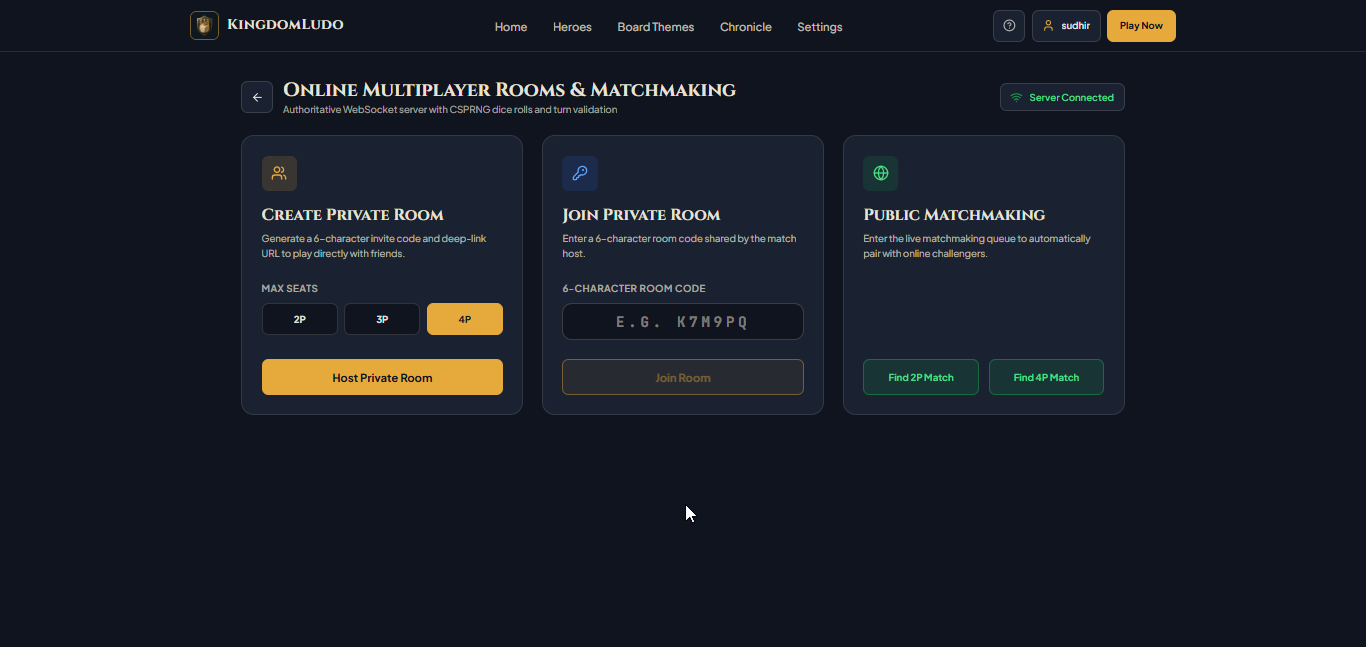 KingdomLudo
Home
Heroes
Board Themes
Chronicle
Settings
sudhir
Play Now
Online Multiplayer Rooms & Matchmaking
Authoritative WebSocket server with CSPRNG dice rolls and turn validation
Server Connected
Create Private Room
Generate a 6-character invite code and deep-link
URL to play directly with friends.
MAX SEATS
2P
3P
4P
Host Private Room
Join Private Room
Enter a 6-character room code shared by the match
host.
6-CHARACTER ROOM CODE
E.G. K7M9PQ
Join Room
Public Matchmaking
Enter the live matchmaking queue to automatically
pair with online challengers.
Find 2P Match
Find 4P Match